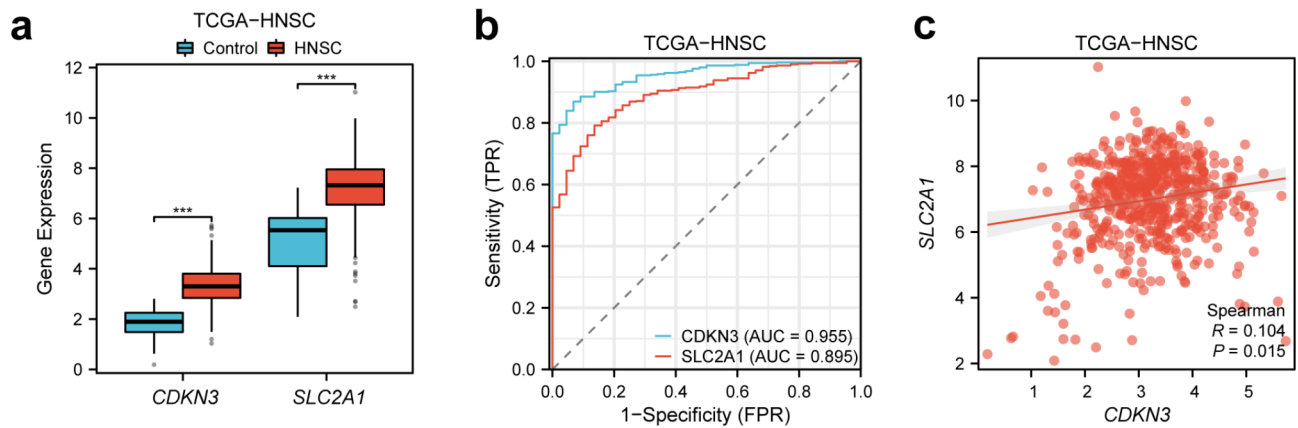 a
TCGA−HNSC
Control HNSC
Gene Expression
12
10
8
6
4
2
0
***
***
CDKN3 SLC2A1
b
TCGA−HNSC
Sensitivity (TPR)
1.0
0.8
0.6
0.4
0.2
0.0
CDKN3 (AUC = 0.955)
SLC2A1 (AUC = 0.895)
0.0 0.2 0.4 0.6 0.8 1.0
1−Specificity (FPR)
c
TCGA−HNSC
SLC2A1
10
8
6
4
2
Spearman
R = 0.104
P = 0.015
1 2 3 4 5
CDKN3